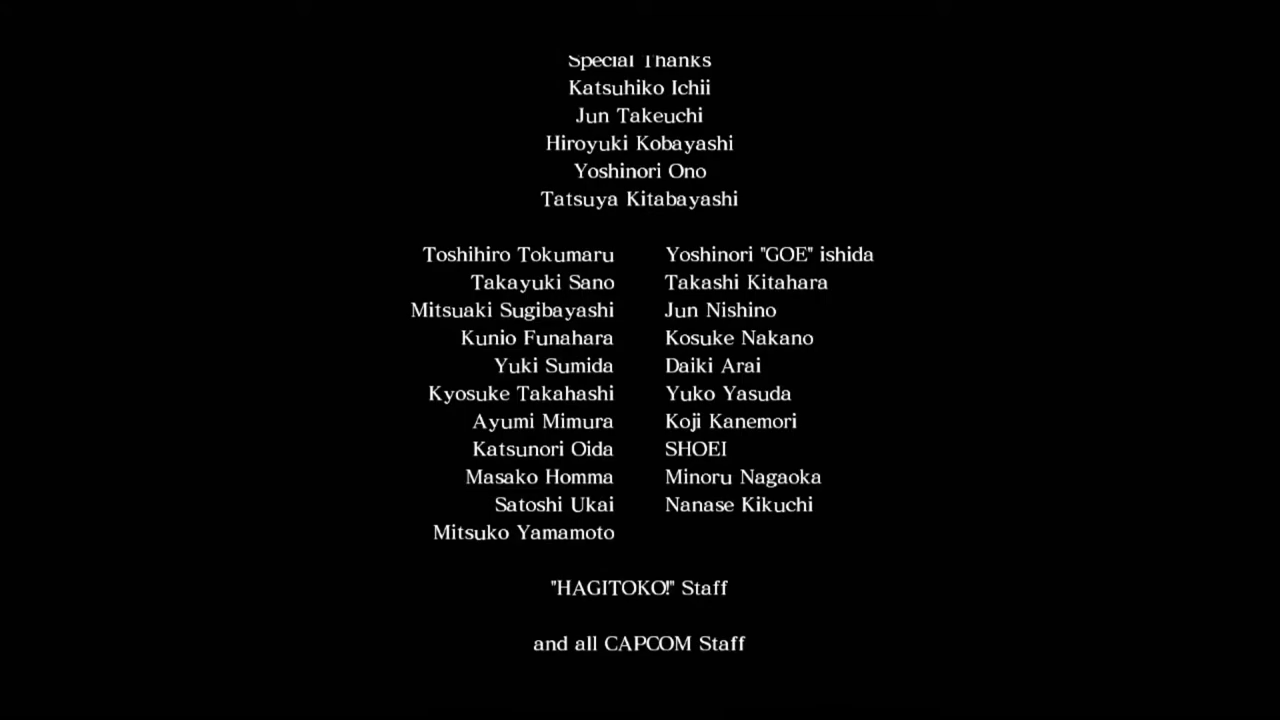 Special Thanks
Katsuhiko Ichii
Jun Takeuchi
Hiroyuki Kobayashi
Yoshinori Ono
Tatsuya Kitabayashi
Toshihiro Tokumaru Yoshinori "GOE" ishida
Takayuki Sano Takashi Kitahara
Mitsuaki Sugibayashi Jun Nishino
Kunio Funahara Kosuke Nakano
Yuki Sumida Daiki Arai
Kyosuke Takahashi Yuko Yasuda
Ayumi Mimura Koji Kanemori
Katsunori Oida SHOEI
Masako Homma Minoru Nagaoka
Satoshi Ukai Nanase Kikuchi
Mitsuko Yamamoto
"HAGITOKO!" Staff
and all CAPCOM Staff